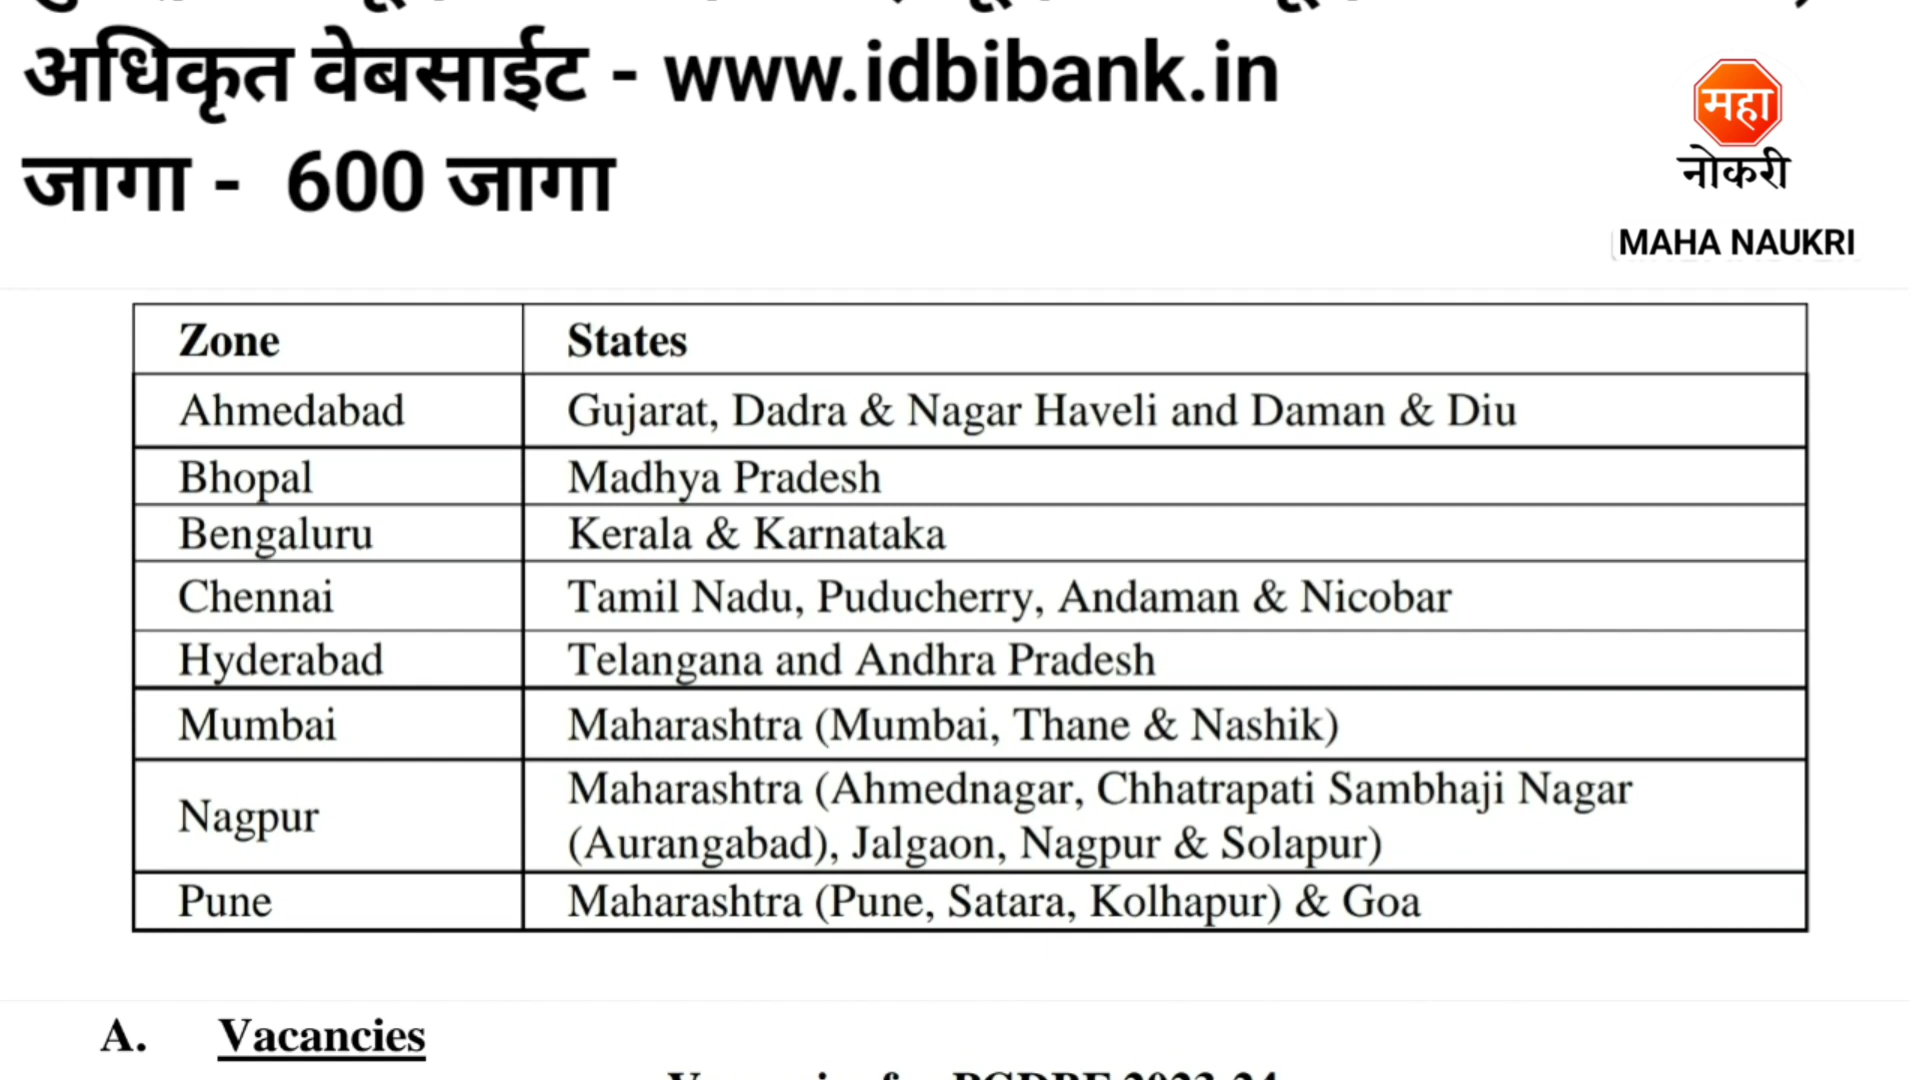 अधिकृत वेबसाईट - www.idbibank.in
जागा - 600 जागा
महा
नोकरी
MAHA NAUKRI
Zone States
Ahmedabad Gujarat, Dadra & Nagar Haveli and Daman & Diu
Bhopal Madhya Pradesh
Bengaluru Kerala & Karnataka
Chennai Tamil Nadu, Puducherry, Andaman & Nicobar
Hyderabad Telangana and Andhra Pradesh
Mumbai Maharashtra (Mumbai, Thane & Nashik)
Nagpur Maharashtra (Ahmednagar, Chhatrapati Sambhaji Nagar
(Aurangabad), Jalgaon, Nagpur & Solapur)
Pune Maharashtra (Pune, Satara, Kolhapur) & Goa
A. Vacancies